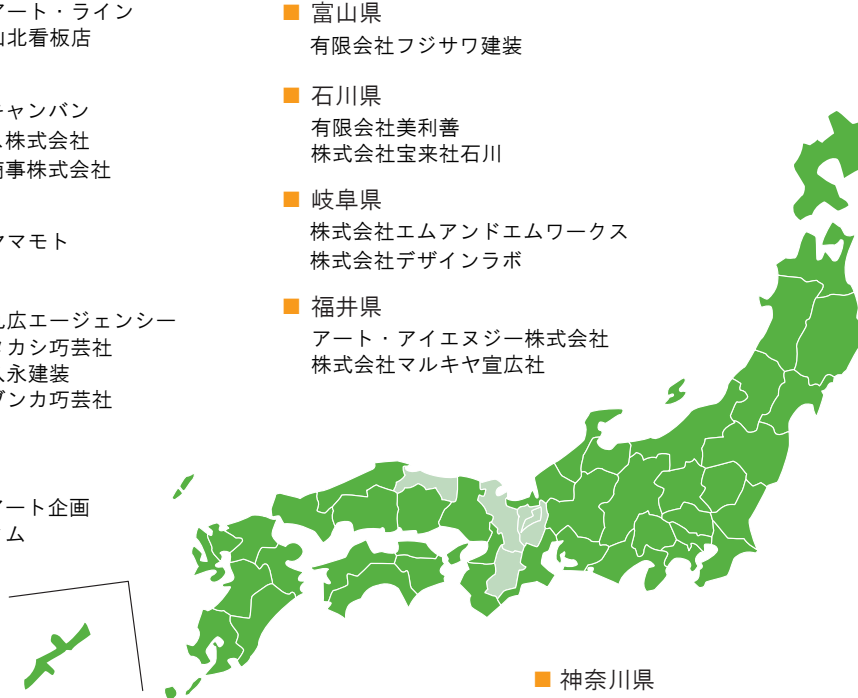 アート・ライン
北看板店
ャンバン
株式会社
商事株式会社
ヤマモト
広エージェンシー
カシ巧芸社
永建装
ブンカ巧芸社
アート企画
ム
■ 富山県
有限会社フジサワ建装
■ 石川県
有限会社美利善
株式会社宝来社石川
■ 岐阜県
株式会社エムアンドエムワークス
株式会社デザインラボ
■ 福井県
アート・アイエヌジー株式会社
株式会社マルキヤ宣広社
■ 神奈川県